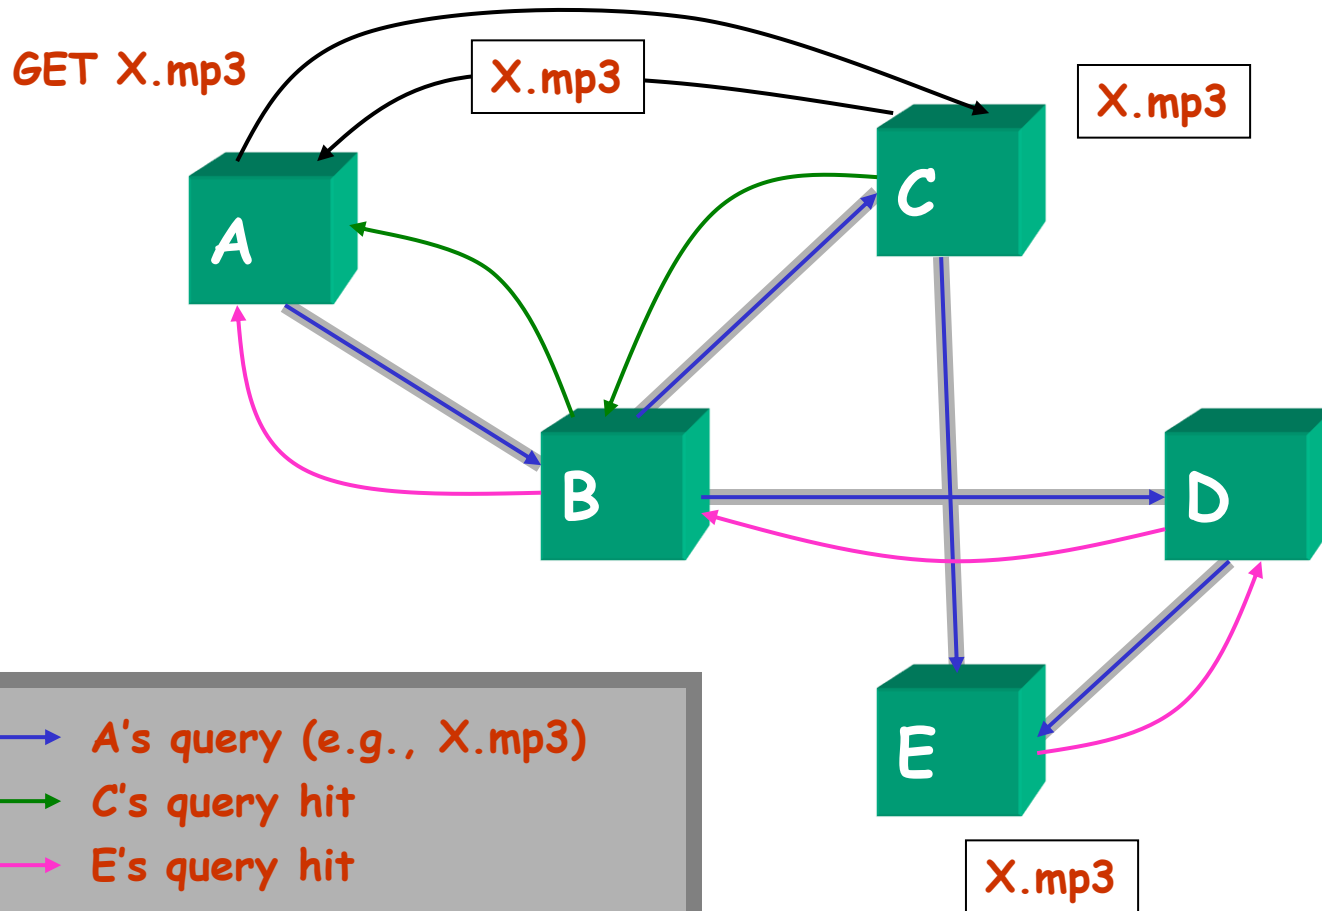 GET X.mp3
X.mp3
X.mp3
C
A
B
D
E
A's query (e.g., X.mp3)
C's query hit
E's query hit
X.mp3